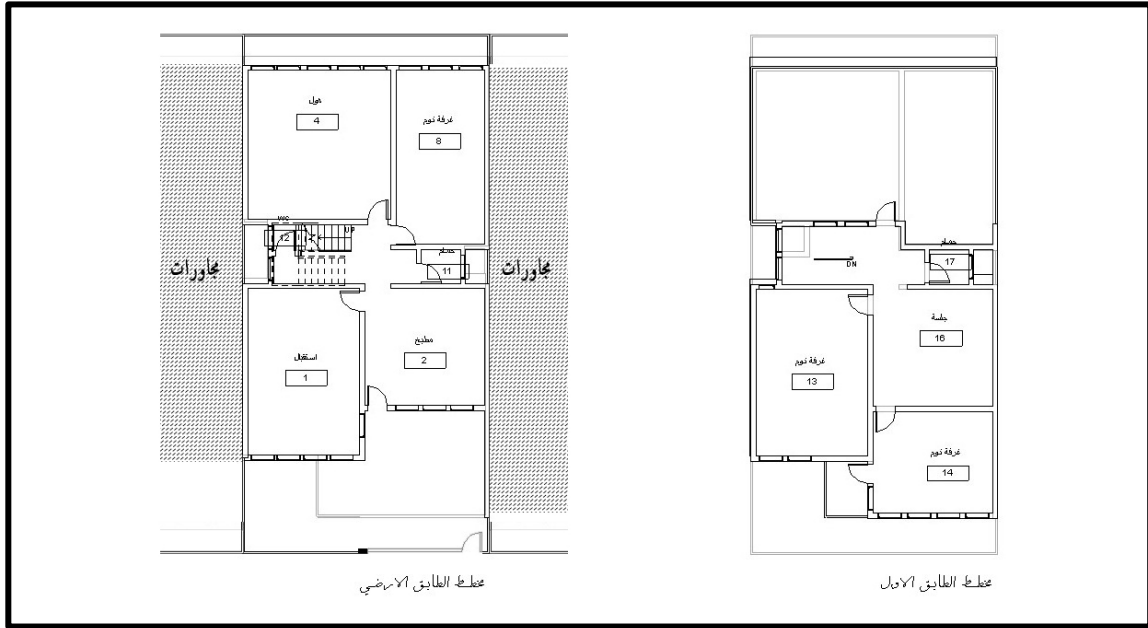 هول
4
غرفة نوم
8
WC
12
UP
حمام
11
مجاورات
مجاورات
استقبال
1
مطبخ
2
مخطط الطابق الارضي
حمام
17
DN
جلسة
16
غرفة نوم
13
غرفة نوم
14
مخطط الطابق الاول